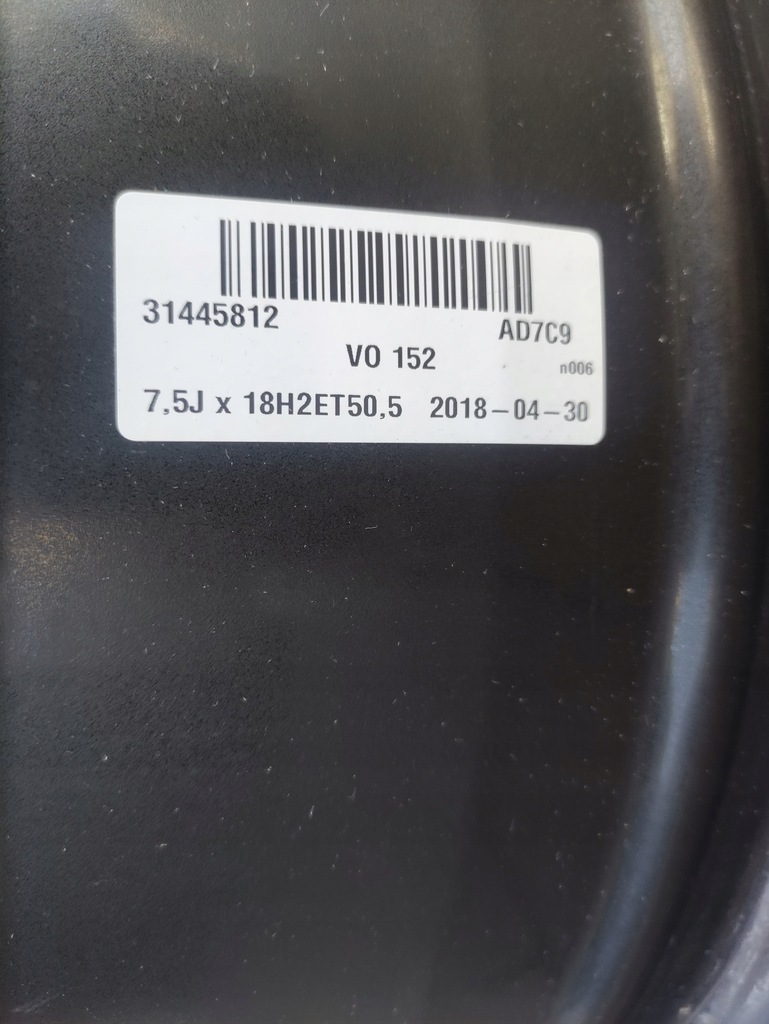 31445812 AD7C9
VO 152
n006
7,5J x 18H2ET50,5 2018-04-30